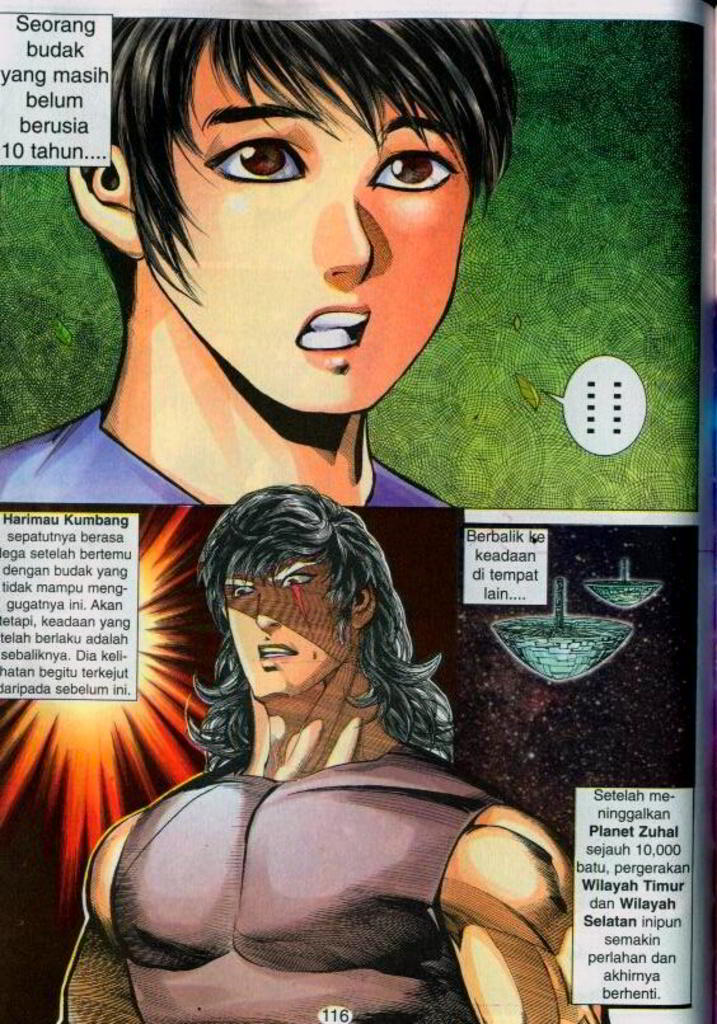 Seorang
budak
yang masih
belum
berusia
10 tahun....
Harimau Kumbang
sepatutnya berasa
lega setelah bertemu
dengan budak yang
tidak mampu meng-
gugatnya ini. Akan
tetapi, keadaan yang
telah berlaku adalah
sebaliknya. Dia keli-
hatan begitu terkejut
daripada sebelum ini.
Berbalik ke
keadaan
di tempat
lain....
Setelah me-
ninggalkan
Planet Zuhal
sejauh 10,000
batu, pergerakan
Wilayah Timur
dan Wilayah
Selatan inipun
semakin
perlahan dan
akhirnya
berhenti.
116